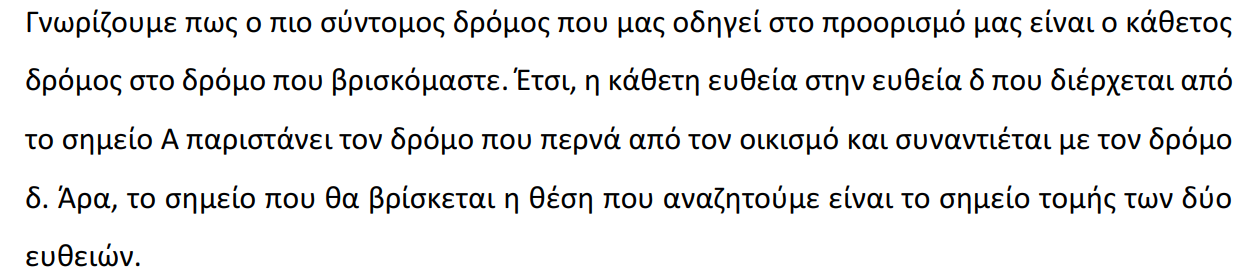 Γνωρίζουμε πως ο πιο σύντομος δρόμος που μας οδηγεί στο προορισμό μας είναι ο κάθετος
δρόμος στο δρόμο που βρισκόμαστε. Έτσι, η κάθετη ευθεία στην ευθεία δ που διέρχεται από
το σημείο Α παριστάνει τον δρόμο που περνά από τον οικισμό και συναντιέται με τον δρόμο
δ. Άρα, το σημείο που θα βρίσκεται η θέση που αναζητούμε είναι το σημείο τομής των δύο
ευθειών.